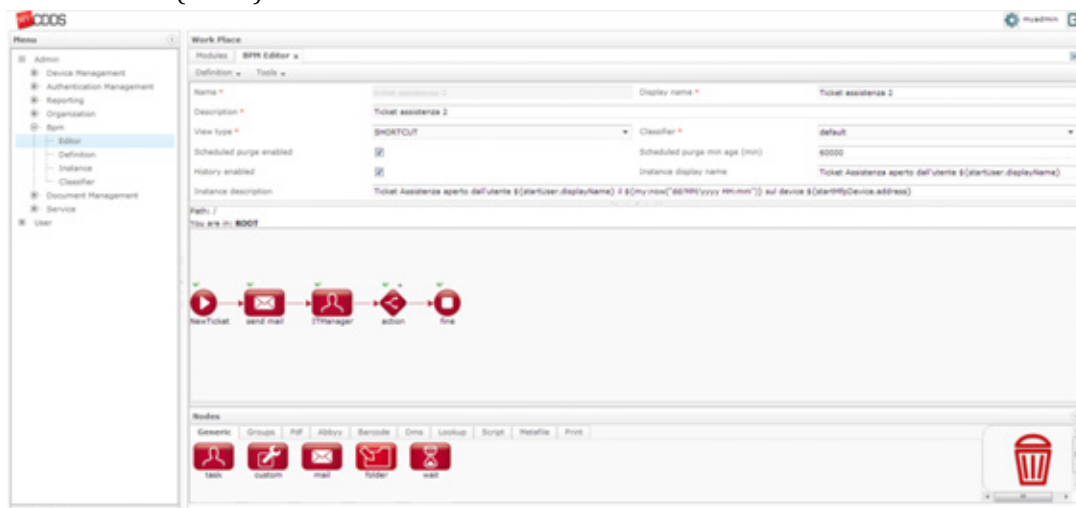 CDDS
myadmin
Menu
Work Place
Modules
BPM Editor x
Admin
Device Management
Authentication Management
Reporting
Organization
Bpm
Editor
Definition
Instance
Classifier
Document Management
Service
User
Definition
Tools
Name *
Ticket assistenza 2
Display name *
Ticket assistenza 2
Description *
Ticket assistenza 2
View type *
SHORTCUT
Classifier *
default
Scheduled purge enabled
Scheduled purge min age (min)
60000
History enabled
Instance display name
Ticket Assistenza aperto dall'utente ${startUser.displayName}
Instance description
Ticket Assistenza aperto dall'utente ${startUser.displayName} il ${my:now("dd/MM/yyyy HH:mm")} sul device ${startMfpDevice.address}
Path: /
You are in: ROOT
NewTicket
send mail
ITManager
action
fine
Nodes
Generic
Groups
Pdf
Abbyy
Barcode
Dms
Lookup
Script
Metafile
Print
task
custom
mail
folder
wait